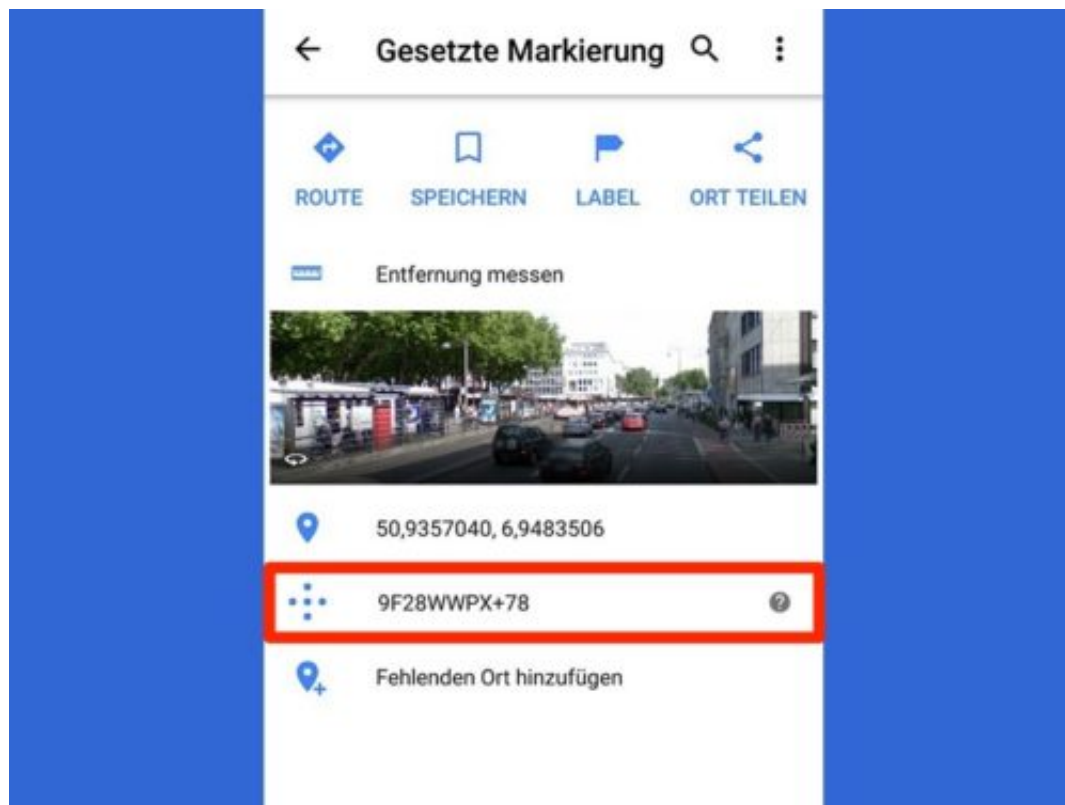 Gesetzte Markierung
ROUTE SPEICHERN LABEL ORT TEILEN
Entfernung messen
50,9357040, 6,9483506
9F28WWPX+78
Fehlenden Ort hinzufügen